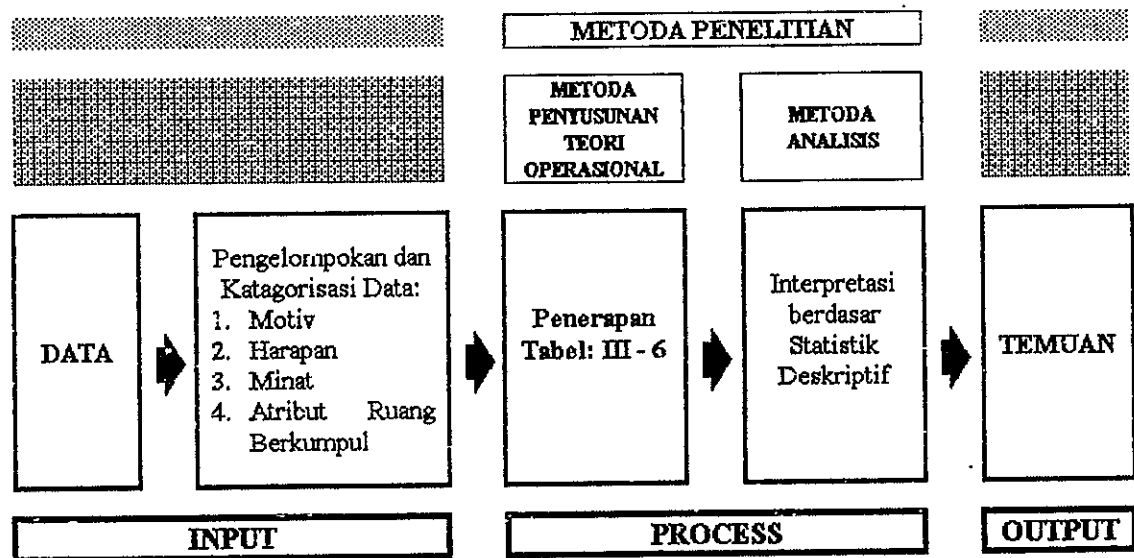 METODA PENELITIAN
METODA
PENYUSUNAN
TEORI
OPERASIONAL
METODA
ANALISIS
DATA
Pengelompokan dan
Katagorisasi Data:
1. Motiv
2. Harapan
3. Minat
4. Atribut Ruang
Berkumpul
Penerapan
Tabel: III - 6
Interpretasi
berdasar
Statistik
Deskriptif
TEMUAN
INPUT
PROCESS
OUTPUT